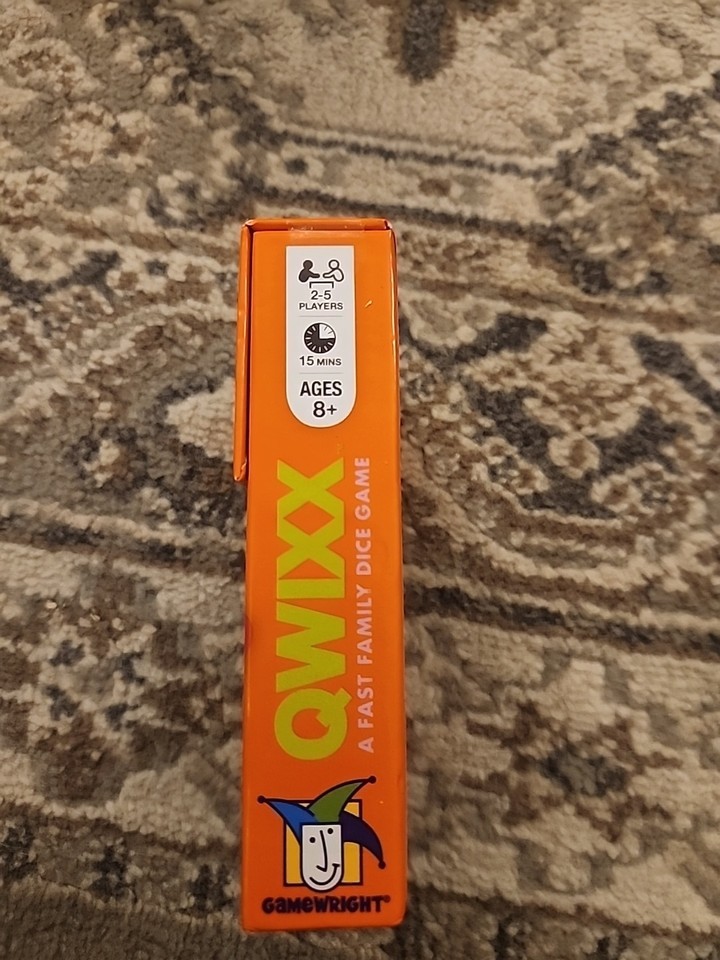 2-5
PLAYERS
15 MINS
AGES
8+
QWIXX
A FAST FAMILY DICE GAME
GAMEWRIGHT®